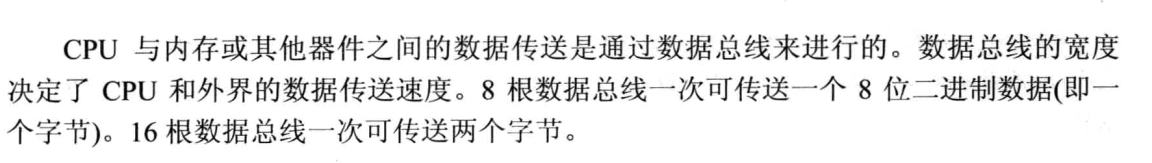 CPU 与内存或其他器件之间的数据传送是通过数据总线来进行的。数据总线的宽度
决定了 CPU 和外界的数据传送速度。8 根数据总线一次可传送一个 8 位二进制数据(即一
个字节)。16 根数据总线一次可传送两个字节。